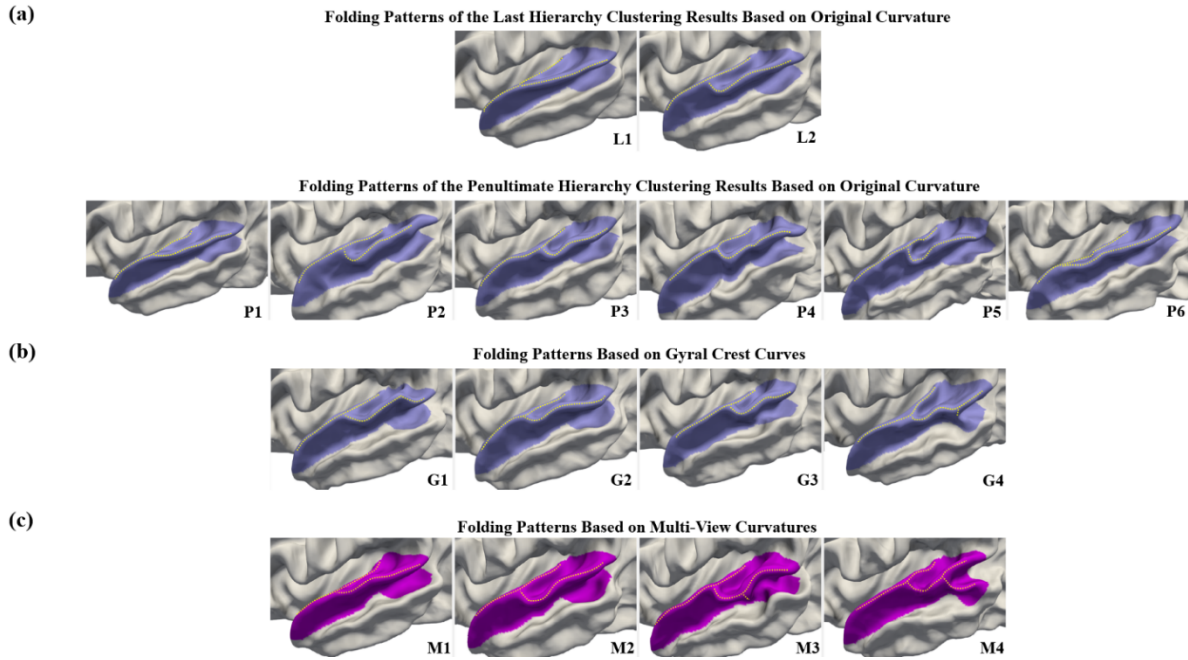 (a)
Folding Patterns of the Last Hierarchy Clustering Results Based on Original Curvature
L1 L2
Folding Patterns of the Penultimate Hierarchy Clustering Results Based on Original Curvature
P1 P2 P3 P4 P5 P6
(b)
Folding Patterns Based on Gyral Crest Curves
G1 G2 G3 G4
(c)
Folding Patterns Based on Multi-View Curvatures
M1 M2 M3 M4